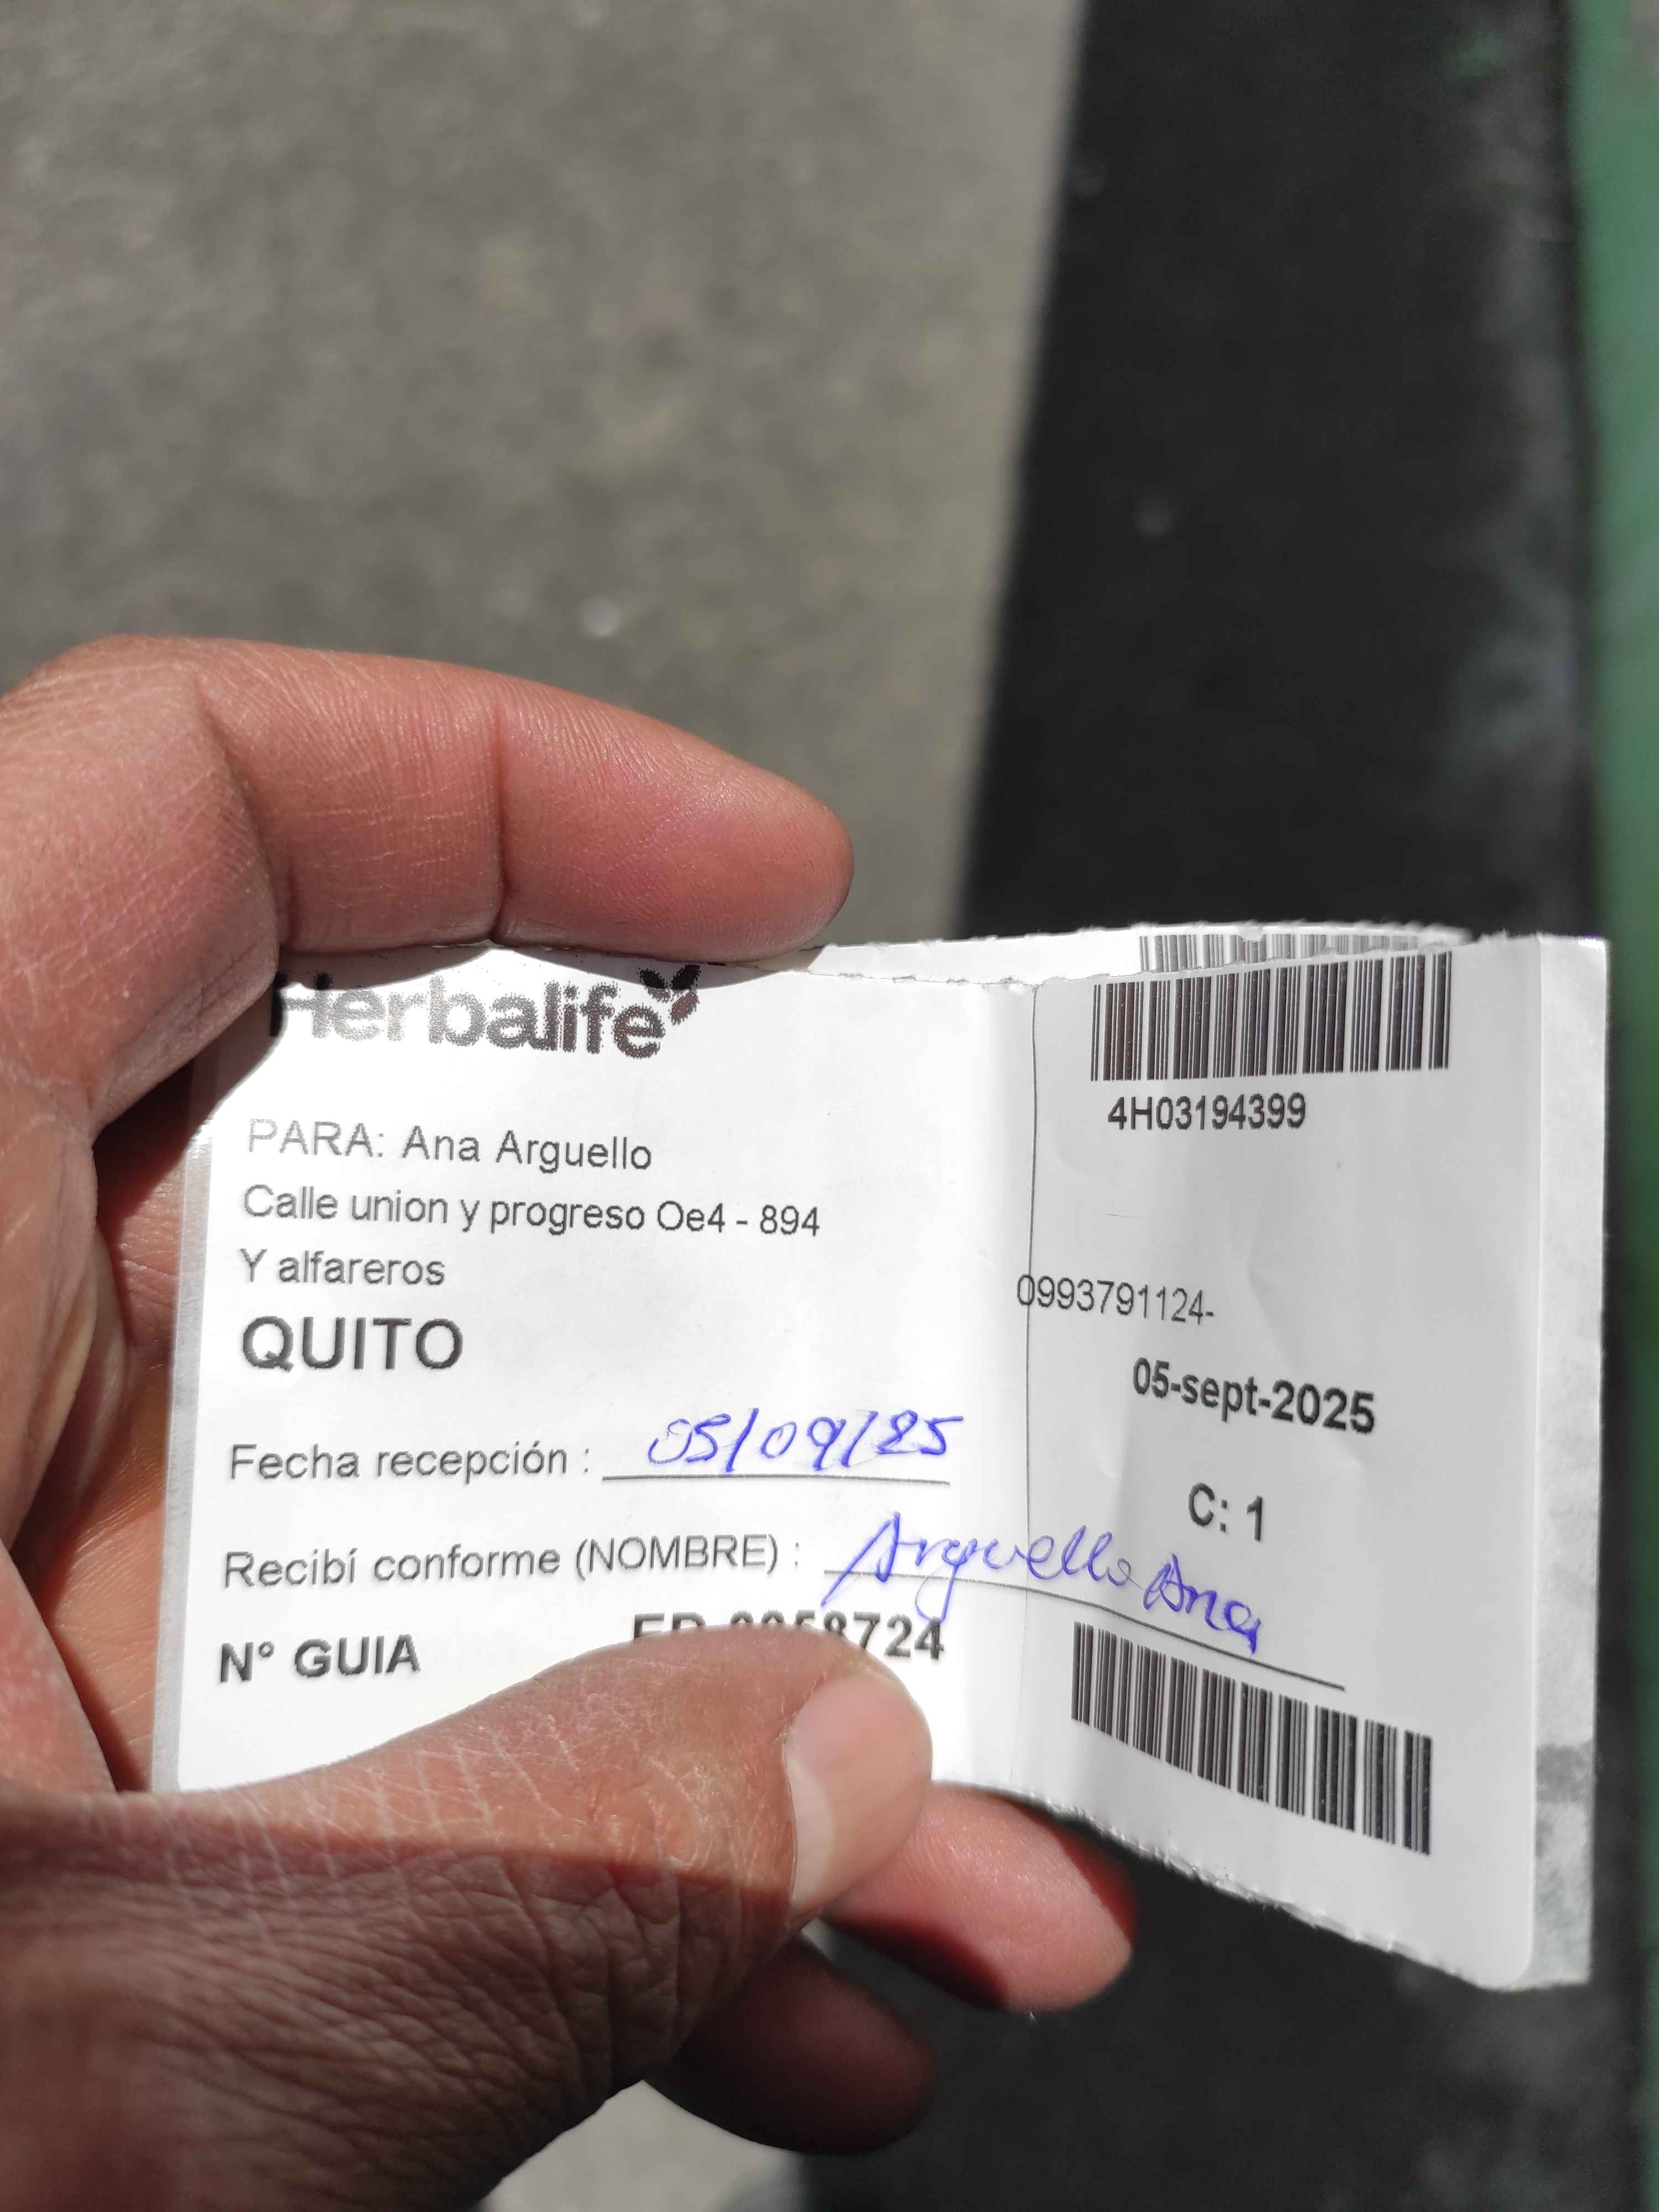 Herbalife
4H03194399
PARA: Ana Arguello
Calle union y progreso Oe4 - 894
Y alfareros
QUITO
0993791124-
05-sept-2025
C: 1
Fecha recepción : 05/09/25
Recibí conforme (NOMBRE) : Arguello Ana
N° GUIA